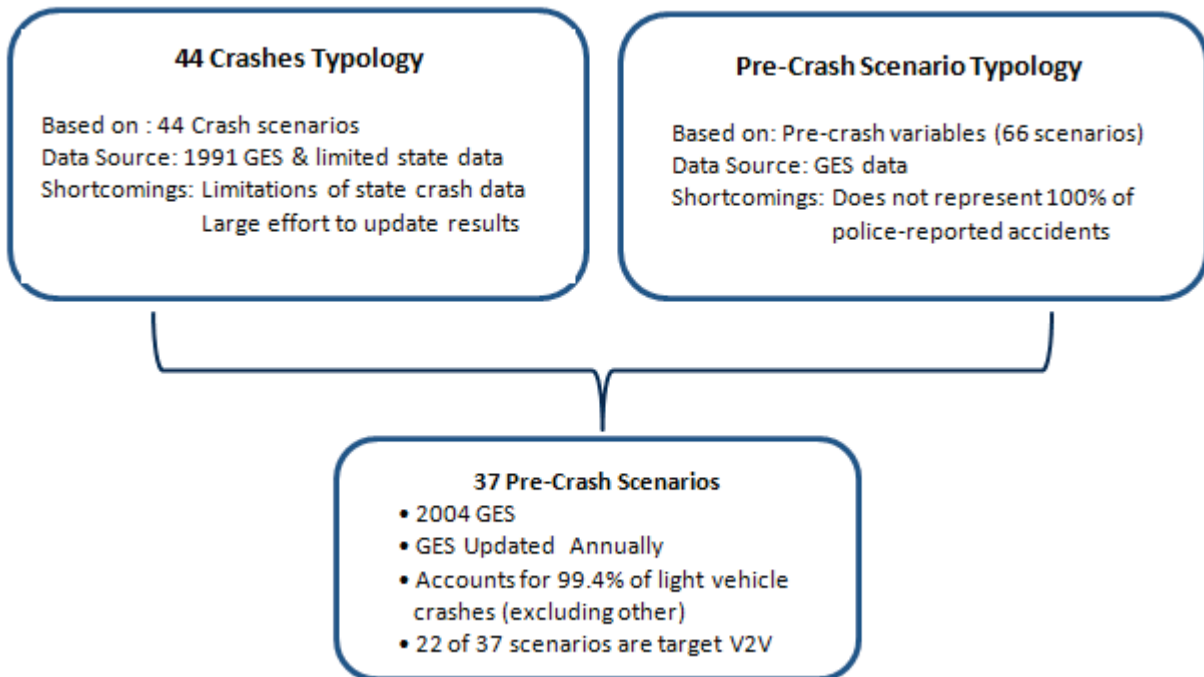 44 Crashes Typology
Based on : 44 Crash scenarios
Data Source: 1991 GES & limited state data
Shortcomings: Limitations of state crash data
Large effort to update results
Pre-Crash Scenario Typology
Based on: Pre-crash variables (66 scenarios)
Data Source: GES data
Shortcomings: Does not represent 100% of
police-reported accidents
37 Pre-Crash Scenarios
• 2004 GES
• GES Updated Annually
• Accounts for 99.4% of light vehicle
crashes (excluding other)
• 22 of 37 scenarios are target V2V